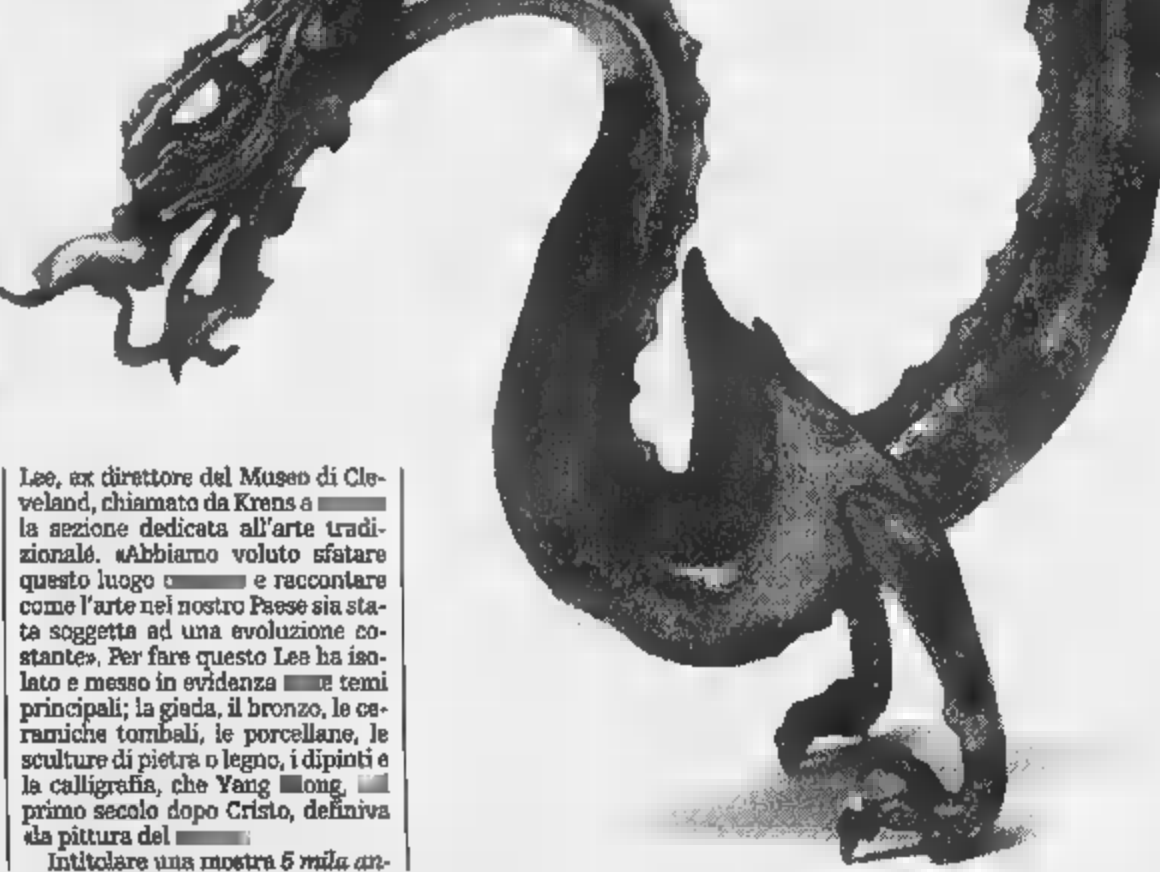 Lee, ex direttore del Museo di Cle-
veland, chiamato da Krens a
la sezione dedicata all'arte tradi-
zionale. «Abbiamo voluto sfatare
questo luogo e raccontare
come l'arte nel nostro Paese sia sta-
ta soggetta ad una evoluzione co-
stante». Per fare questo Lee ha iso-
lato e messo in evidenza temi
principali; la giada, il bronzo, le ce-
ramiche tombali, le porcellane, le
sculture di pietra o legno, i dipinti e
la calligrafia, che Yang
primo secolo dopo Cristo, definiva
«la pittura del
Intitolare una mostra 5 mila an-